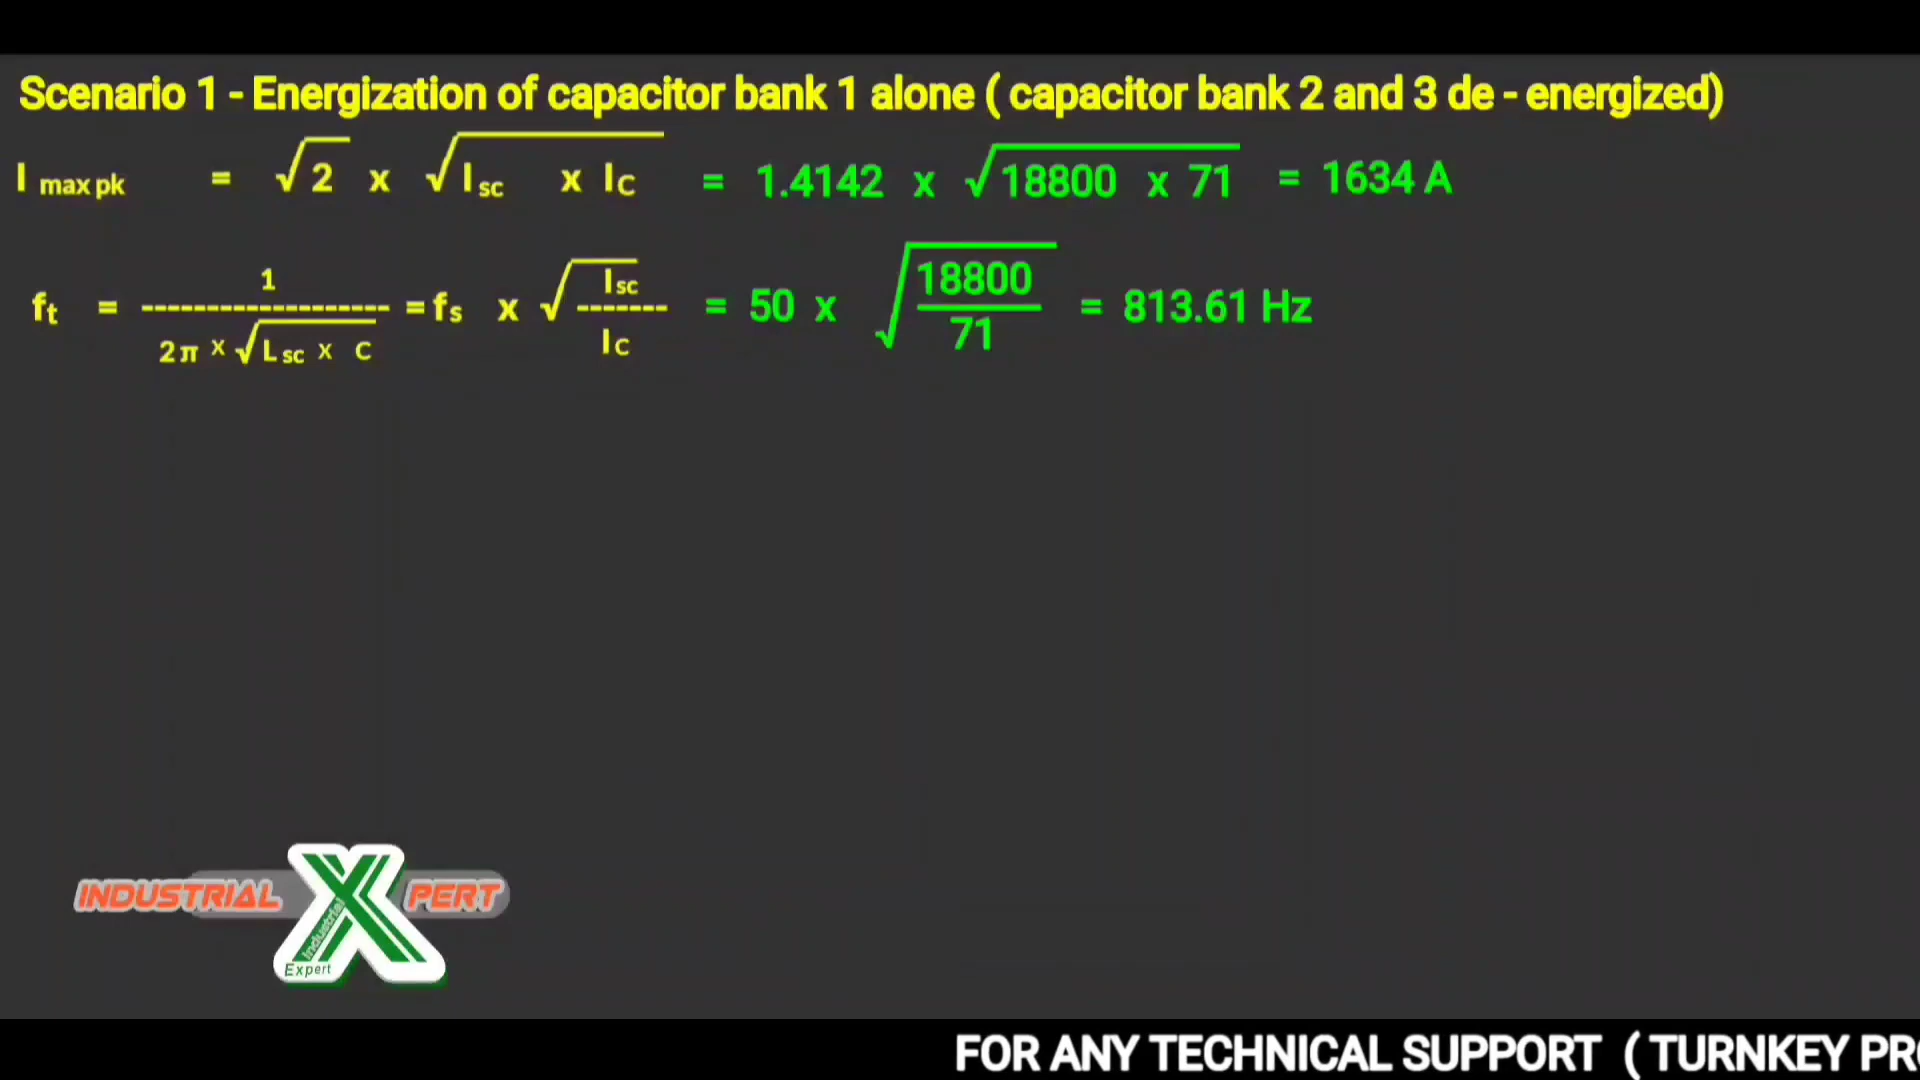 Scenario 1 - Energization of capacitor bank 1 alone ( capacitor bank 2 and 3 de - energized)
I max pk = √2 x √Isc x IC = 1.4142 x √18800 x 71 = 1634 A
ft = 1 / 2π x √Lsc x C = fs x √Isc / IC = 50 x √18800 / 71 = 813.61 Hz
INDUSTRIAL X PERT
Industrial
Expert
FOR ANY TECHNICAL SUPPORT ( TURNKEY PR